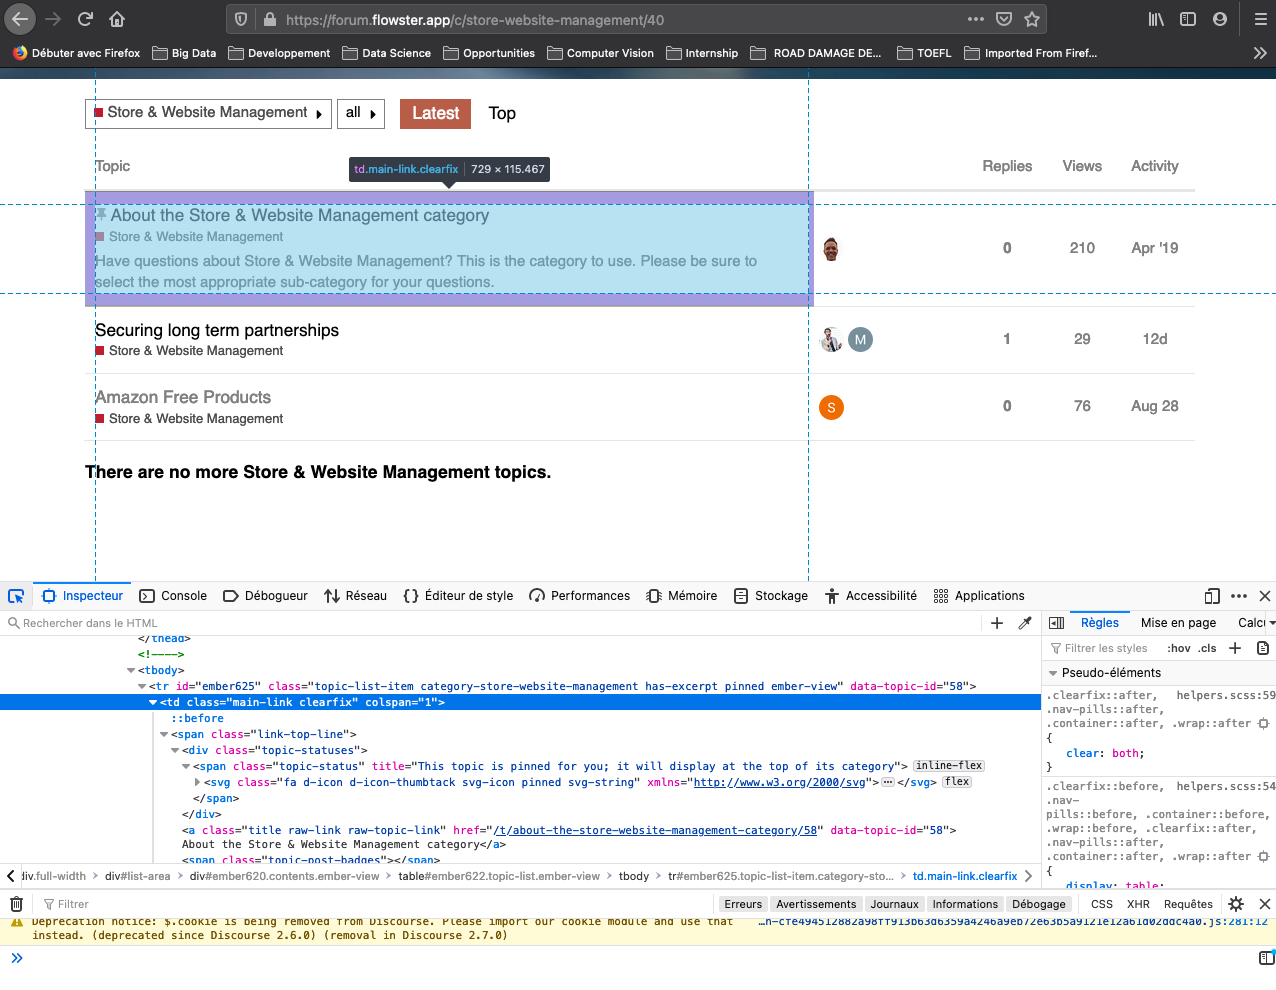 https://forum.flowster.app/c/store-website-management/40
Débuter avec Firefox Big Data Developpement Data Science Opportunities Computer Vision Internship ROAD DAMAGE DE... TOEFL Imported From Firef...
Store & Website Management all Latest Top
Topic Replies Views Activity
td.main-link.clearfix 729 × 115.467
About the Store & Website Management category
Store & Website Management
Have questions about Store & Website Management? This is the category to use. Please be sure to
select the most appropriate sub-category for your questions.
0 210 Apr '19
Securing long term partnerships
Store & Website Management
M 1 29 12d
Amazon Free Products
Store & Website Management
S 0 76 Aug 28
There are no more Store & Website Management topics.
Inspecteur Console Débogueur Réseau Éditeur de style Performances Mémoire Stockage Accessibilité Applications
Rechercher dans le HTML
</thead>
<!---->
<tbody>
<tr id="ember625" class="topic-list-item category-store-website-management has-excerpt pinned ember-view" data-topic-id="58">
<td class="main-link clearfix" colspan="1">
::before
<span class="link-top-line">
<div class="topic-statuses">
<span class="topic-status" title="This topic is pinned for you; it will display at the top of its category"> inline-flex
<svg class="fa d-icon d-icon-thumbtack svg-icon pinned svg-string" xmlns="http://www.w3.org/2000/svg"> </svg> flex
</span>
</div>
<a class="title raw-link raw-topic-link" href="/t/about-the-store-website-management-category/58" data-topic-id="58">
About the Store & Website Management category</a>
<span class="topic-post-badges"></span>
Règles Mise en page Calcu
Filtrer les styles :hov .cls
Pseudo-éléments
.clearfix::after, helpers.scss:59
.nav-pills::after,
.container::after, .wrap::after
{
clear: both;
}
.clearfix::before, helpers.scss:54
.nav-
pills::before, .container::before,
.wrap::before, .clearfix::after,
.nav-pills::after,
.container::after, .wrap::after
{
display: table;
div.full-width div#list-area div#ember620.contents.ember-view table#ember622.topic-list.ember-view tbody tr#ember625.topic-list-item.category-sto... td.main-link.clearfix
Filtrer Erreurs Avertissements Journaux Informations Débogage CSS XHR Requêtes
Deprecation notice: $.cookie is being removed from Discourse. Please import our cookie module and use that
instead. (deprecated since Discourse 2.6.0) (removal in Discourse 2.7.0)